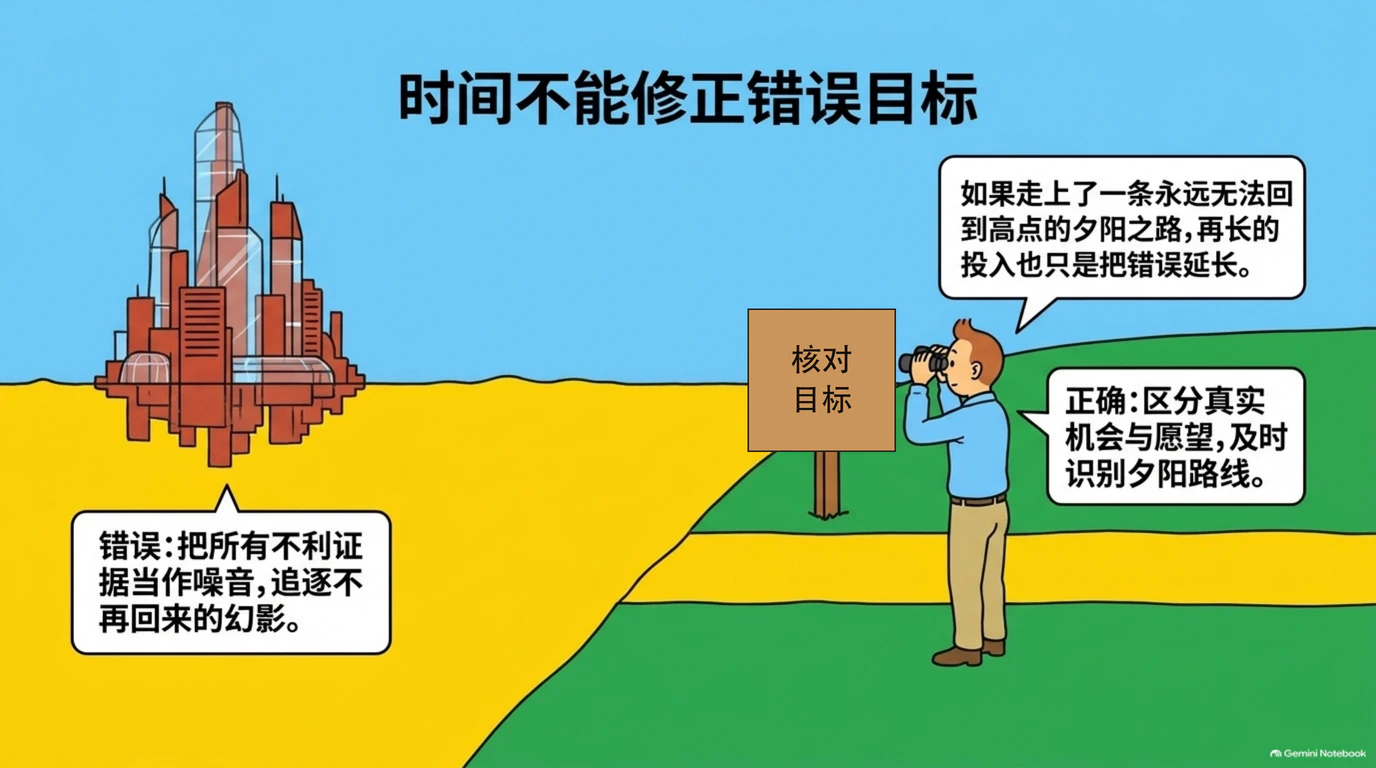 时间不能修正错误目标
如果走上了一条永远无法回
到高点的夕阳之路,再长的
投入也只是把错误延长。
核对
目标
正确:区分真实
机会与愿望,及时
识别夕阳路线。
错误:把所有不利证
据当作噪音,追逐不
再回来的幻影。
Gemini Notebook